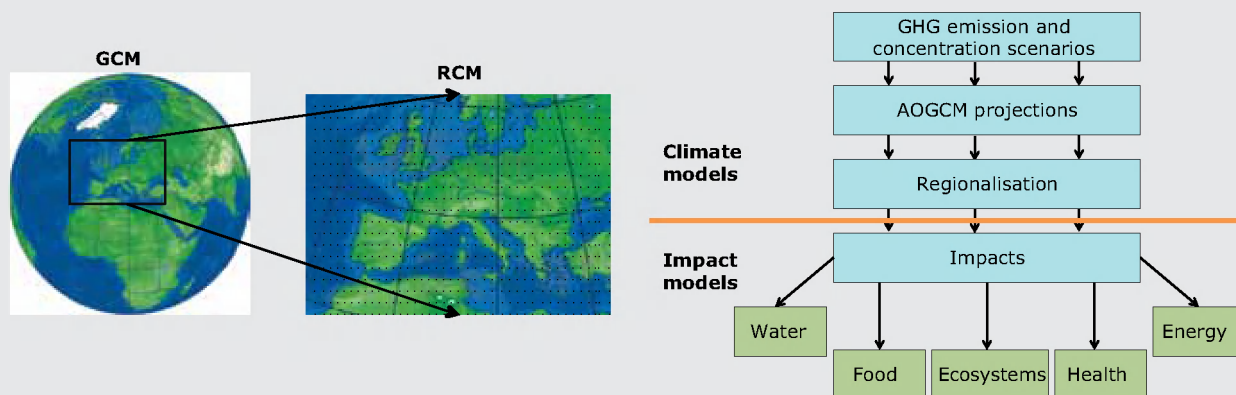 GCM
RCM
GHG emission and
concentration scenarios
AOGCM projections
Climate
models
Regionalisation
Impact
models
Impacts
Water
Energy
Food
Ecosystems
Health